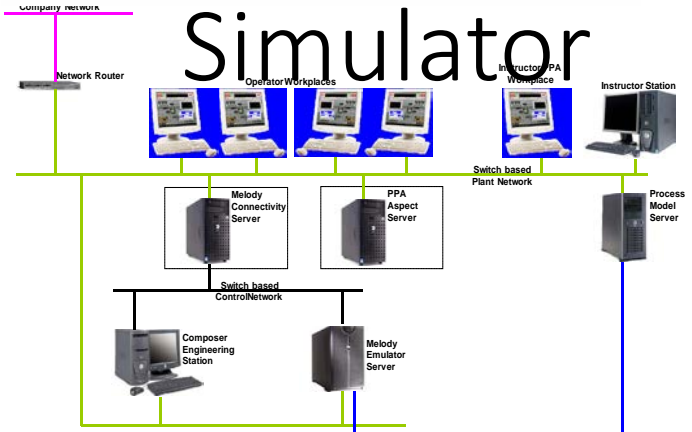 Company Network
Simulator
Network Router
Operator Workplaces
Instructor PPA
Workplace
Instructor Station
Switch based
Plant Network
Melody
Connectivity
Server
PPA
Aspect
Server
Process
Model
Server
Switch based
ControlNetwork
Composer
Engineering
Station
Melody
Emulator
Server